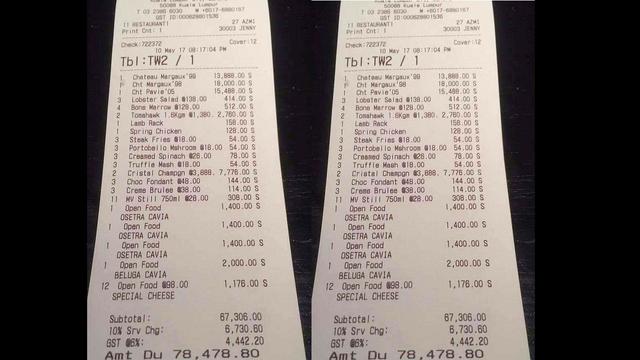 50088 Kuala Lumpur
T 03 2386 6030 M +6017-6880167
GST ID:000628801536
11 RESTAURANT1 27 AZMI
Print Cnt: 1 30003 JENNY
Check:722372 Cover:12
10 May 17 08:17:04 PM
Tbl:TW2 / 1
1 Chateau Margaux'99 13,888.00 S
1 Cht Margaux'98 18,000.00 S
1 Cht Pavie'05 15,488.00 S
3 Lobster Salad @138.00 414.00 S
4 Bone Marrow @128.00 512.00 S
2 Tomahawk 1.6Kgm @1,380. 2,760.00 S
1 Lamb Rack 158.00 S
1 Spring Chicken 128.00 S
3 Steak Fries @18.00 54.00 S
3 Portobello Mshroom @18.00 54.00 S
3 Creamed Spinach @26.00 78.00 S
3 Truffle Mash @18.00 54.00 S
2 Cristal Champgn @3,888. 7,776.00 S
3 Choc Fondant @48.00 144.00 S
3 Creme Brulee @38.00 114.00 S
11 MV Still 750ml @28.00 308.00 S
1 Open Food 1,400.00 S
OSETRA CAVIA
1 Open Food 1,400.00 S
OSETRA CAVIA
1 Open Food 1,400.00 S
OSETRA CAVIA
1 Open Food 2,000.00 S
BELUGA CAVIA
12 Open Food @98.00 1,176.00 S
SPECIAL CHEESE
Subtotal: 67,306.00
10% Srv Chg: 6,730.60
GST @6%: 4,442.20
Amt Du 78,478.80
50088 Kuala Lumpur
T 03 2386 6030 M +6017-6880167
GST ID:000628801536
11 RESTAURANT1 27 AZMI
Print Cnt: 1 30003 JENNY
Check:722372 Cover:12
10 May 17 08:17:04 PM
Tbl:TW2 / 1
1 Chateau Margaux'99 13,888.00 S
1 Cht Margaux'98 18,000.00 S
1 Cht Pavie'05 15,488.00 S
3 Lobster Salad @138.00 414.00 S
4 Bone Marrow @128.00 512.00 S
2 Tomahawk 1.6Kgm @1,380. 2,760.00 S
1 Lamb Rack 158.00 S
1 Spring Chicken 128.00 S
3 Steak Fries @18.00 54.00 S
3 Portobello Mshroom @18.00 54.00 S
3 Creamed Spinach @26.00 78.00 S
3 Truffle Mash @18.00 54.00 S
2 Cristal Champgn @3,888. 7,776.00 S
3 Choc Fondant @48.00 144.00 S
3 Creme Brulee @38.00 114.00 S
11 MV Still 750ml @28.00 308.00 S
1 Open Food 1,400.00 S
OSETRA CAVIA
1 Open Food 1,400.00 S
OSETRA CAVIA
1 Open Food 1,400.00 S
OSETRA CAVIA
1 Open Food 2,000.00 S
BELUGA CAVIA
12 Open Food @98.00 1,176.00 S
SPECIAL CHEESE
Subtotal: 67,306.00
10% Srv Chg: 6,730.60
GST @6%: 4,442.20
Amt Du 78,478.80